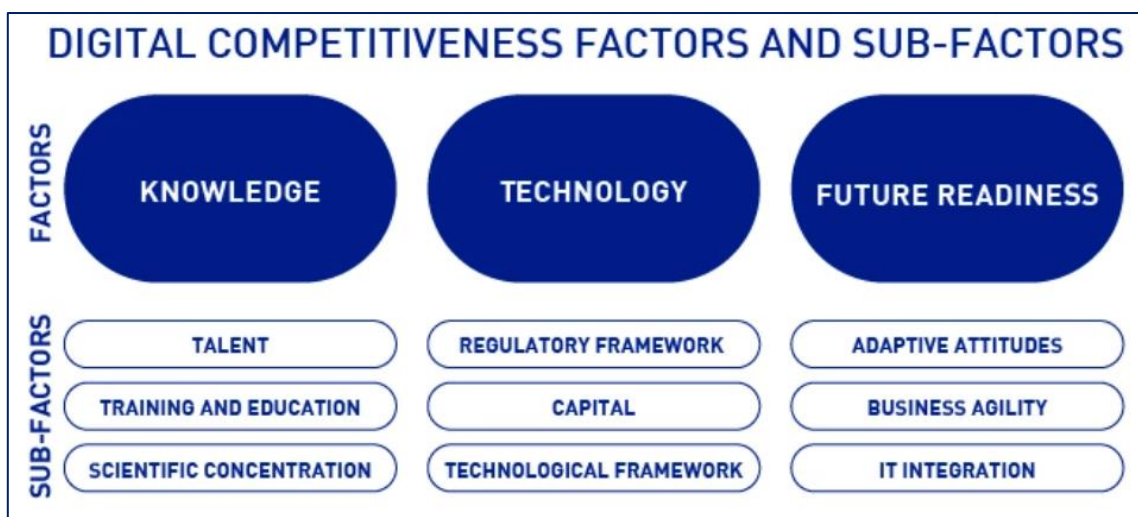 DIGITAL COMPETITIVENESS FACTORS AND SUB-FACTORS
FACTORS
KNOWLEDGE
TECHNOLOGY
FUTURE READINESS
SUB-FACTORS
TALENT
REGULATORY FRAMEWORK
ADAPTIVE ATTITUDES
TRAINING AND EDUCATION
CAPITAL
BUSINESS AGILITY
SCIENTIFIC CONCENTRATION
TECHNOLOGICAL FRAMEWORK
IT INTEGRATION